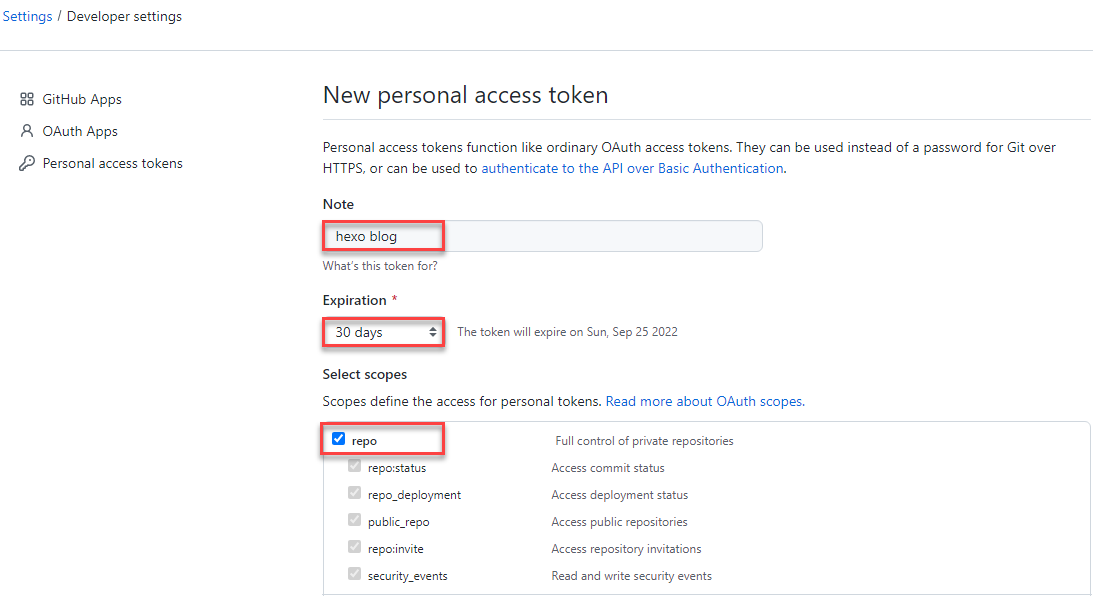 Settings / Developer settings
GitHub Apps
OAuth Apps
Personal access tokens
New personal access token
Personal access tokens function like ordinary OAuth access tokens. They can be used instead of a password for Git over
HTTPS, or can be used to authenticate to the API over Basic Authentication.
Note
hexo blog
What's this token for?
Expiration *
30 days The token will expire on Sun, Sep 25 2022
Select scopes
Scopes define the access for personal tokens. Read more about OAuth scopes.
repo Full control of private repositories
repo:status Access commit status
repo_deployment Access deployment status
public_repo Access public repositories
repo:invite Access repository invitations
security_events Read and write security events